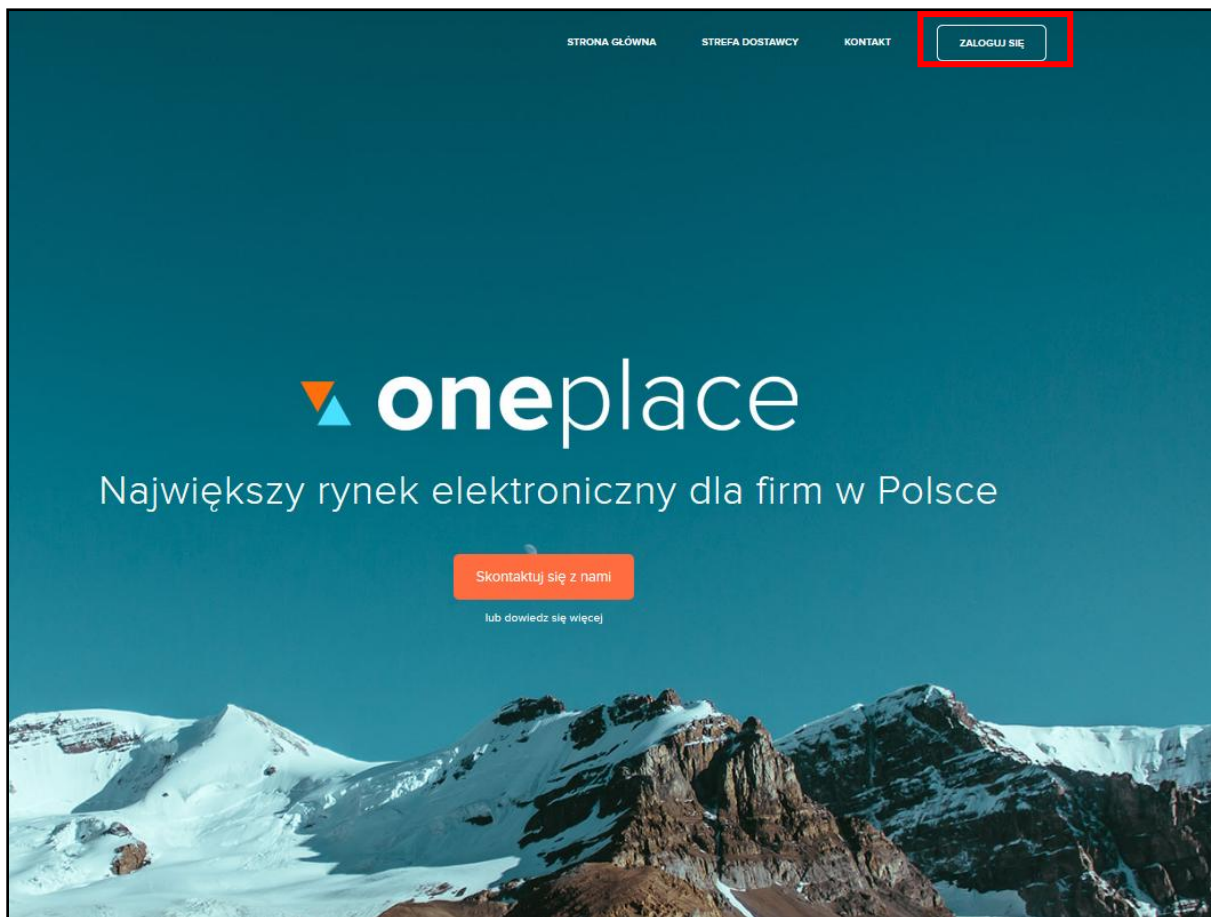 STRONA GŁÓWNA STREFA DOSTAWCY KONTAKT ZALOGUJ SIĘ
oneplace
Największy rynek elektroniczny dla firm w Polsce
Skontaktuj się z nami
lub dowiedz się więcej